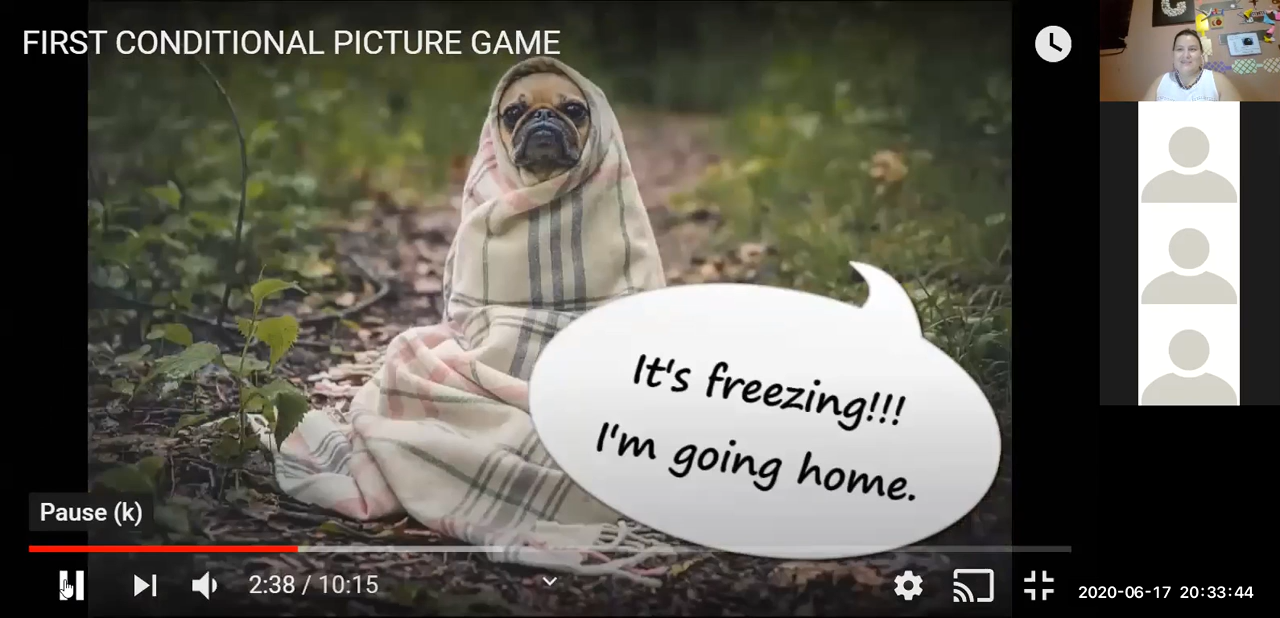 FIRST CONDITIONAL PICTURE GAME
It's freezing!!!
I'm going home.
Pause (k)
2:38 / 10:15
2020-06-17 20:33:44